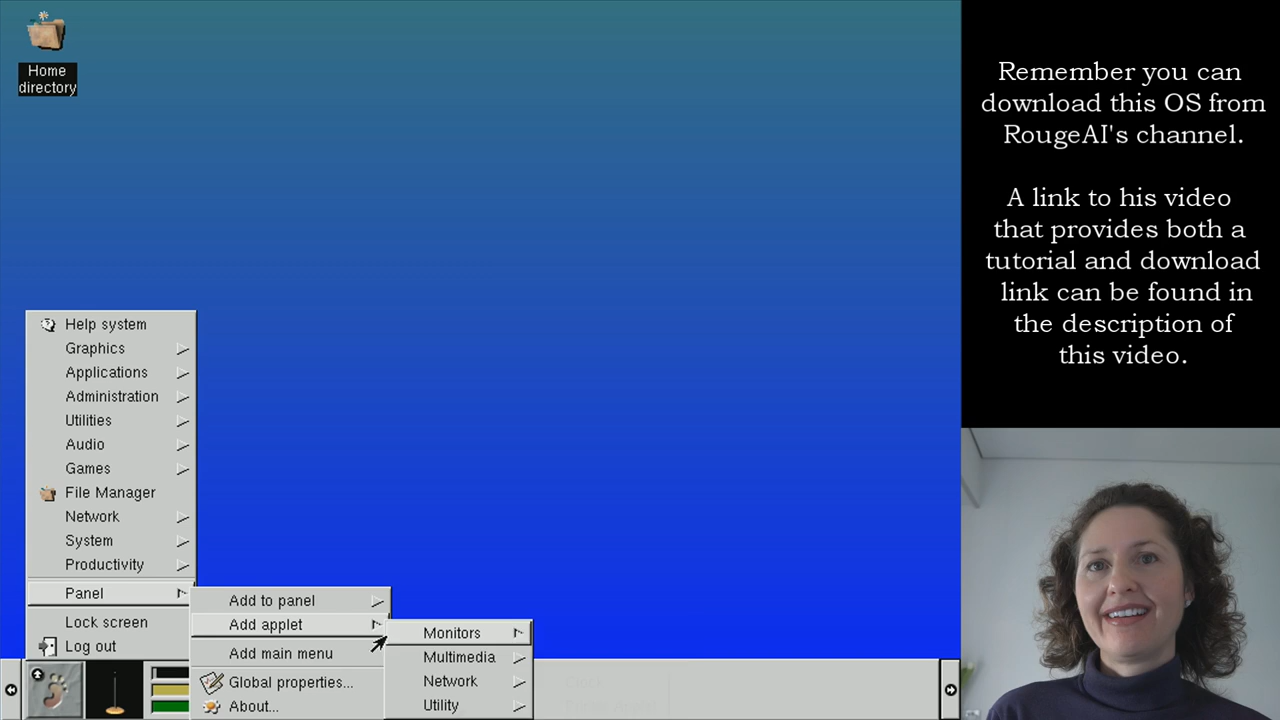 Home
directory
Help system
Graphics
Applications
Administration
Utilities
Audio
Games
File Manager
Network
System
Productivity
Panel
Lock screen
Log out
Add to panel
Add applet
Add main menu
Global properties...
About...
Monitors
Multimedia
Network
Utility
Remember you can
download this OS from
RougeAI's channel.
A link to his video
that provides both a
tutorial and download
link can be found in
the description of
this video.